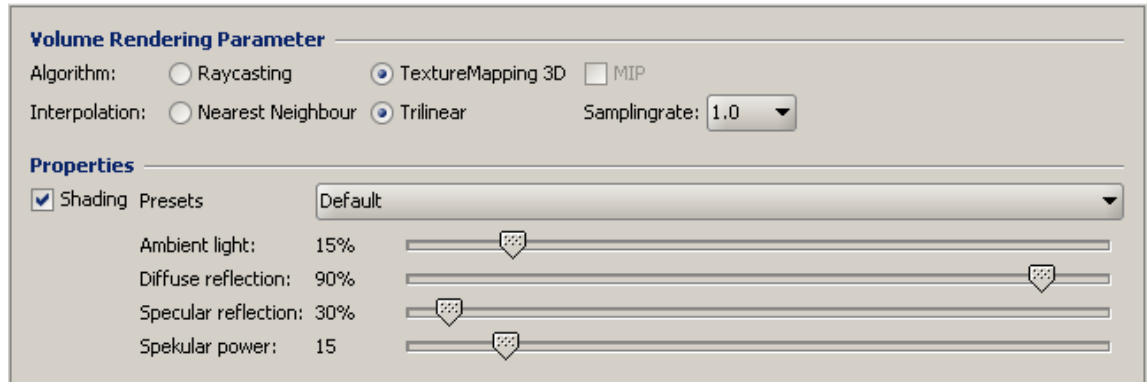 Volume Rendering Parameter
Algorithm: Raycasting TextureMapping 3D MIP
Interpolation: Nearest Neighbour Trilinear Samplingrate: 1.0
Properties
Shading Presets Default
Ambient light: 15%
Diffuse reflection: 90%
Specular reflection: 30%
Spekular power: 15